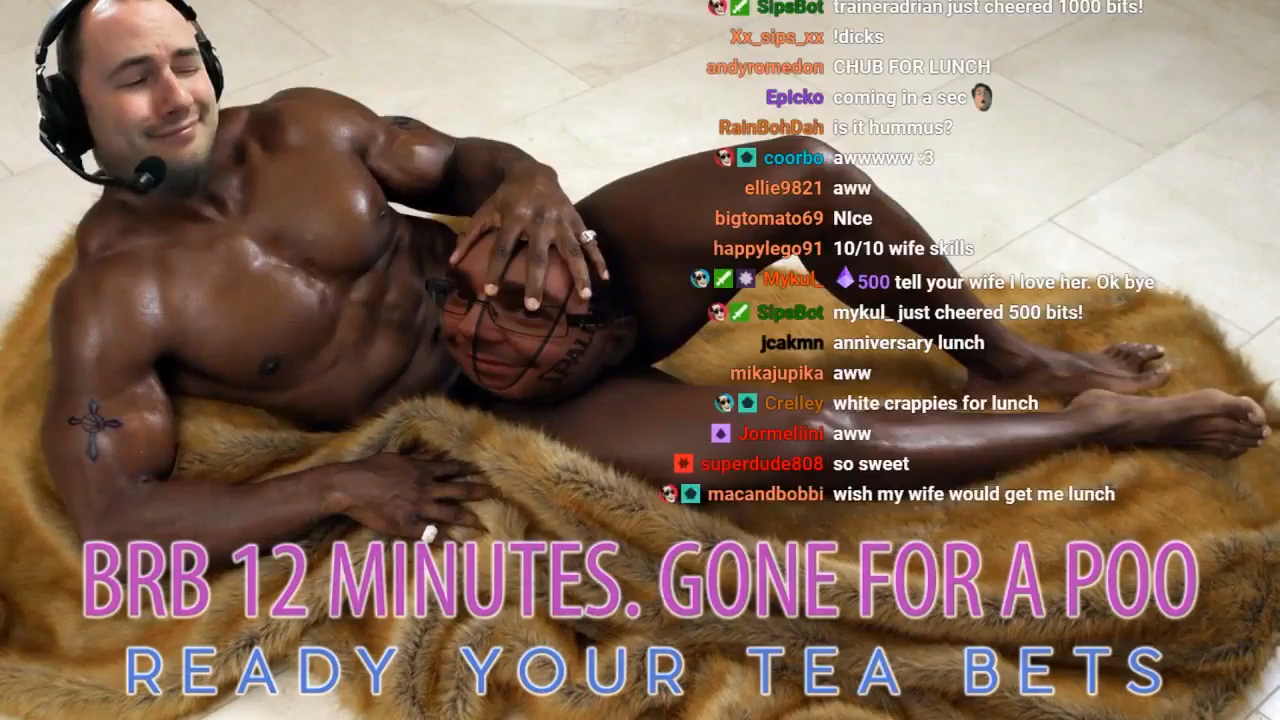 SipsBot traineradrian just cheered 1000 bits!
Xx_sips_xx !dicks
andyromedon CHUB FOR LUNCH
Epicko coming in a sec
RainBohDah is it hummus?
coorbo awwwww :3
ellie9821 aww
bigtomato69 NIce
happylego91 10/10 wife skills
Mykul_ 500 tell your wife I love her. Ok bye
SipsBot mykul_ just cheered 500 bits!
jcakmn anniversary lunch
mikajupika aww
Crelley white crappies for lunch
Jormeliini aww
superdude808 so sweet
macandbobbi wish my wife would get me lunch
BRB 12 MINUTES. GONE FOR A POO
READY YOUR TEA BETS